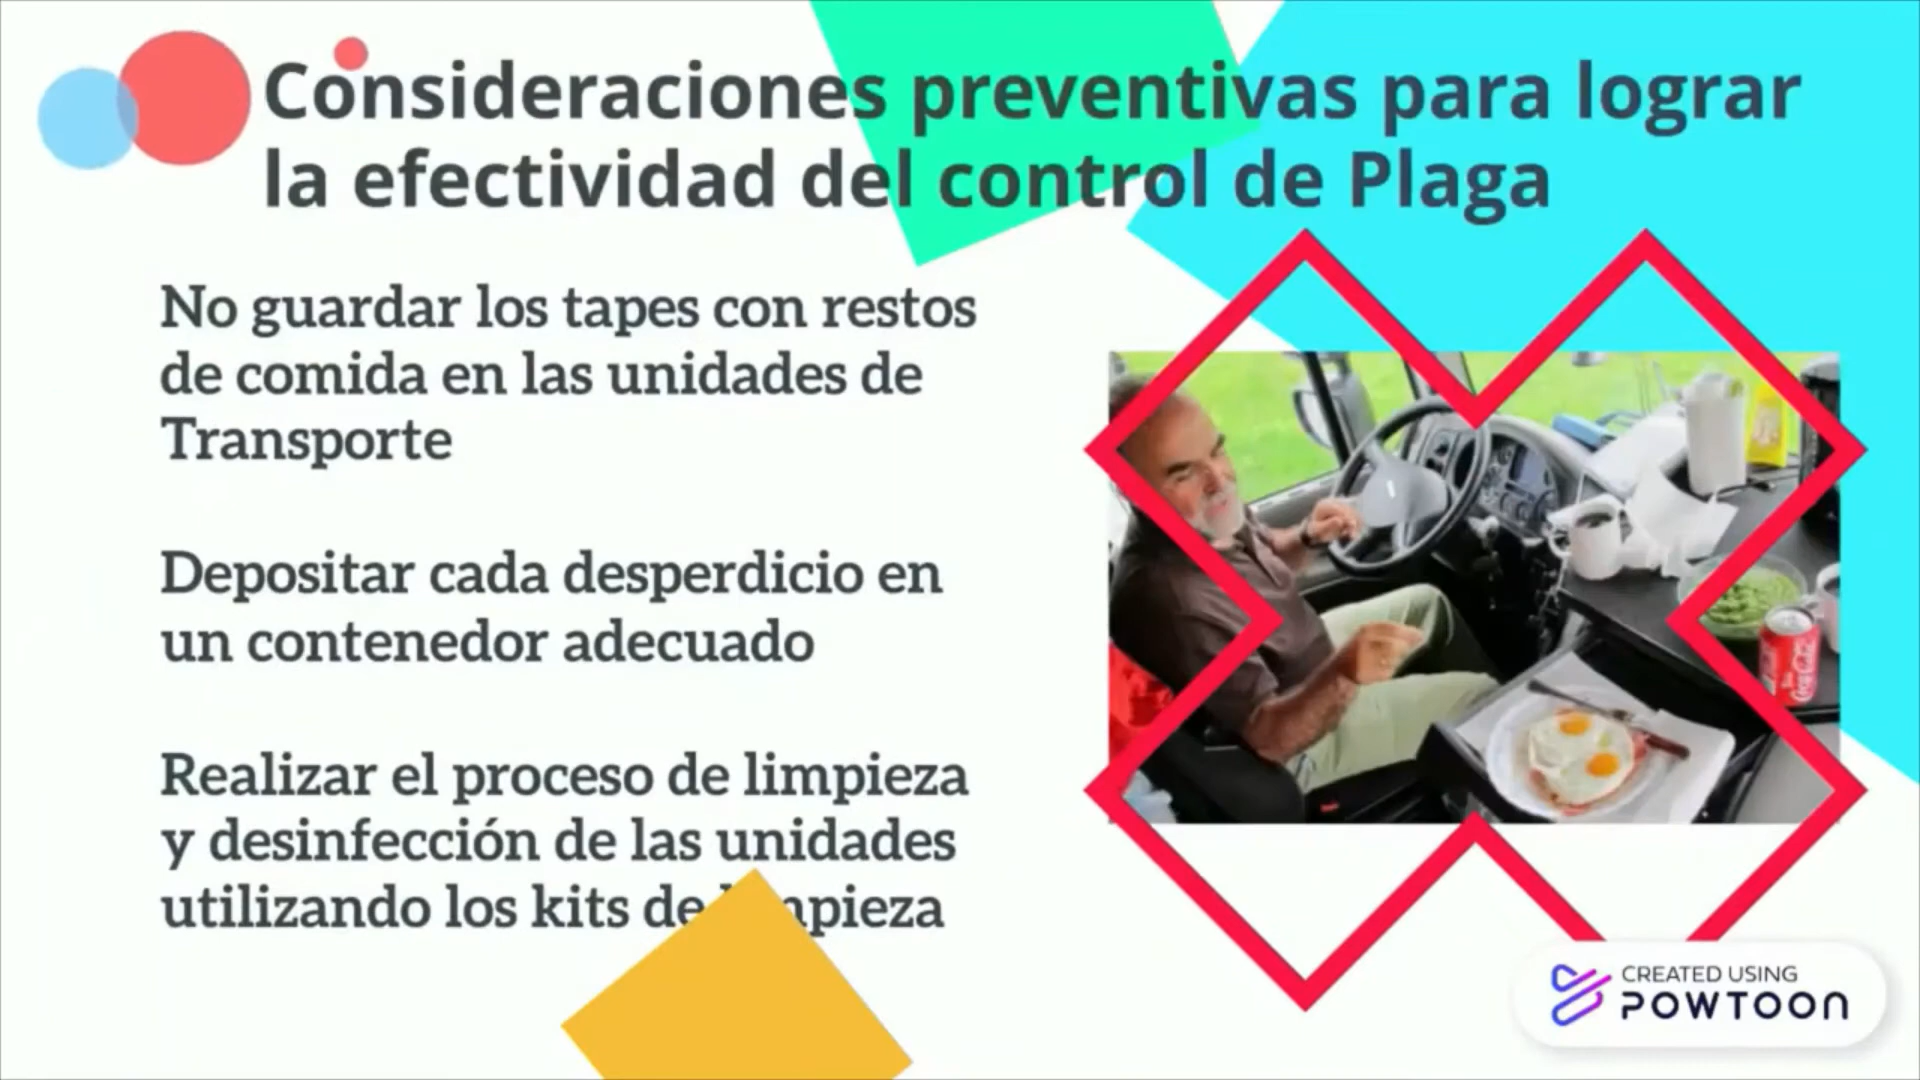 Consideraciones preventivas para lograr
la efectividad del control de Plaga
No guardar los tapes con restos
de comida en las unidades de
Transporte
Depositar cada desperdicio en
un contenedor adecuado
Realizar el proceso de limpieza
y desinfección de las unidades
utilizando los kits de
Coca-Cola
CREATED USING
POWTOON